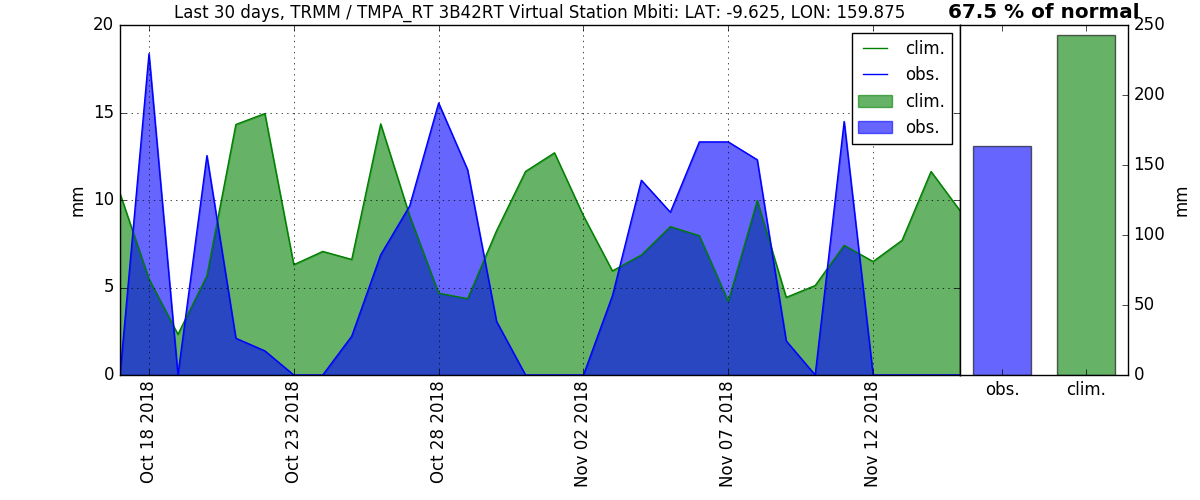 Last 30 days, TRMM / TMPA_RT 3B42RT Virtual Station Mbiti: LAT: -9.625, LON: 159.875
67.5 % of normal
20
15
10
5
0
mm
clim.
obs.
clim.
obs.
250
200
150
100
50
0
mm
obs.
clim.
Oct 18 2018
Oct 23 2018
Oct 28 2018
Nov 02 2018
Nov 07 2018
Nov 12 2018